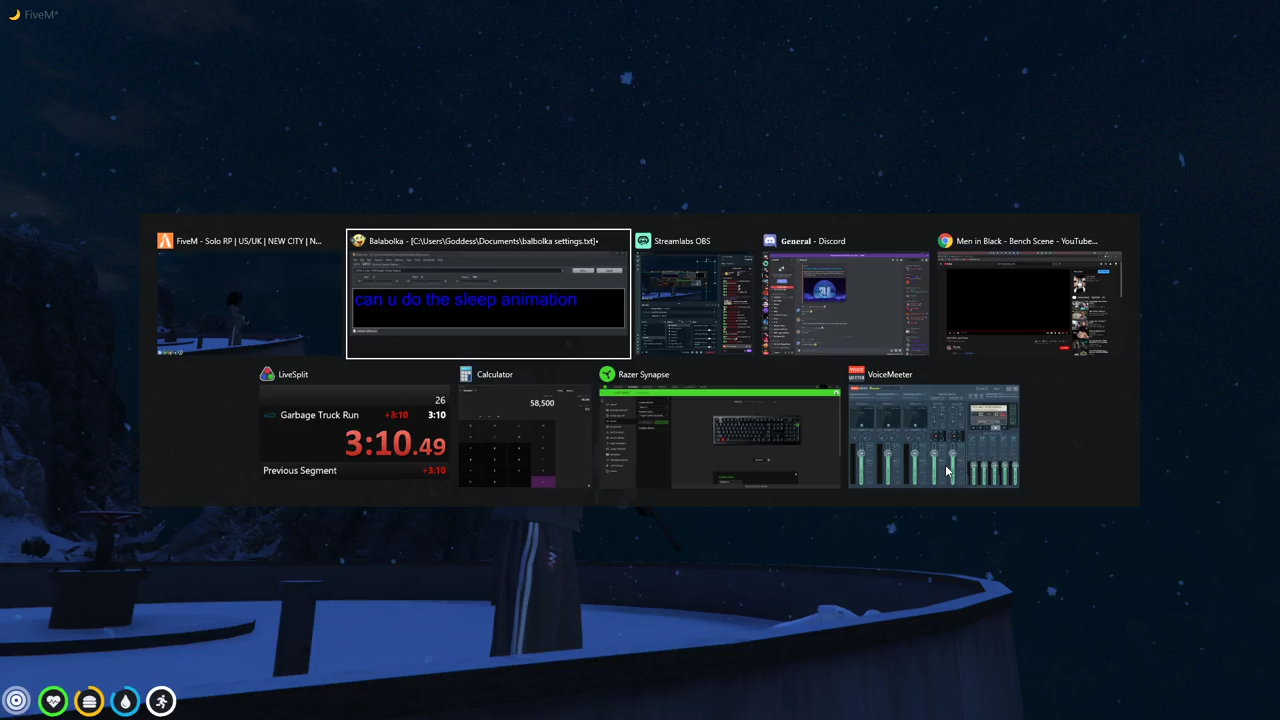 FiveM*
FiveM - Solo RP | US/UK | NEW CITY | N...
Balabolka - [C:\Users\Goddess\Documents\balbolka settings.txt]•
Streamlabs OBS
General - Discord
Men in Black - Bench Scene - YouTube...
can u do the sleep animation
LiveSplit
Calculator
Razer Synapse
VoiceMeeter
26
58,500
Garbage Truck Run +3:10 3:10
3:10.49
Previous Segment +3:10